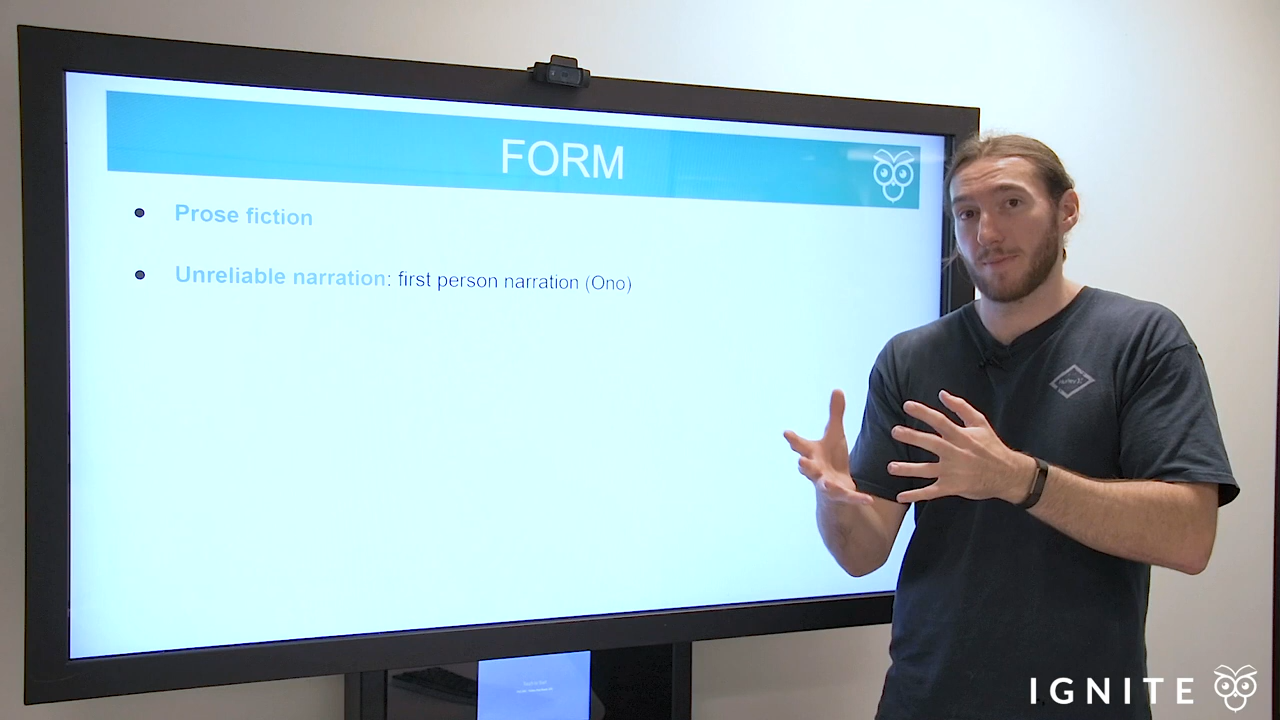 FORM
Prose fiction
Unreliable narration: first person narration (Ono)
IGNITE